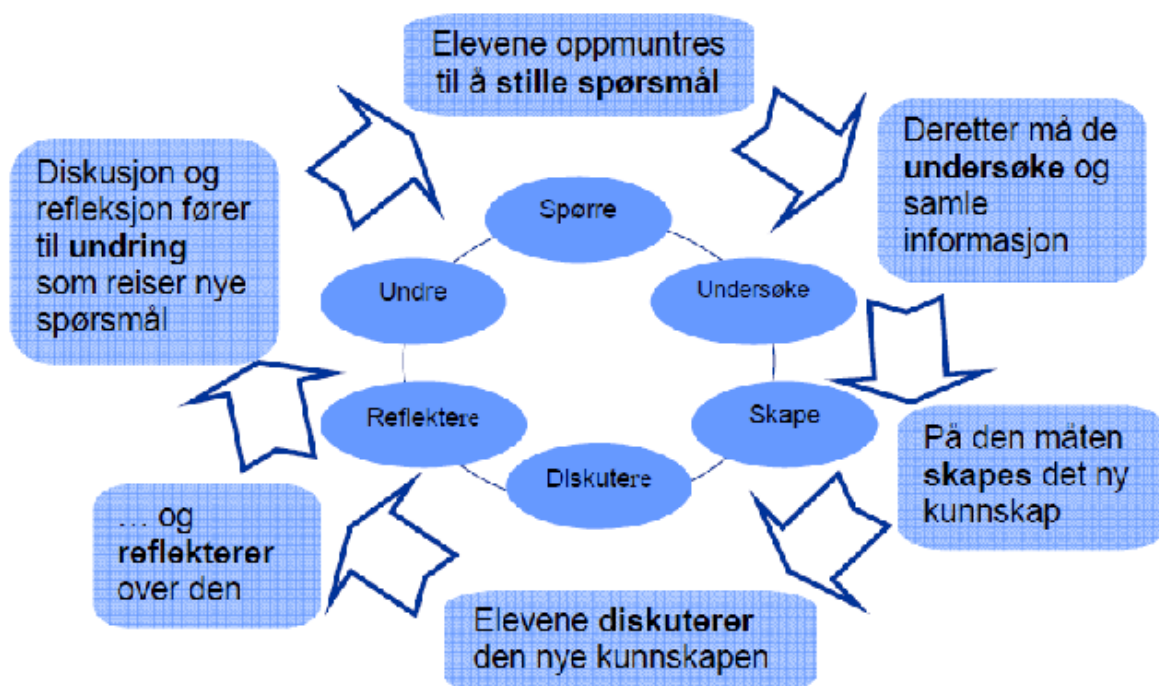 Elevene oppmuntres
til å stille spørsmål
Deretter må de
undersøke og
samle
informasjon
På den måten
skapes det ny
kunnskap
Elevene diskuterer
den nye kunnskapen
... og
reflekterer
over den
Diskusjon og
refleksjon fører
til undring
som reiser nye
spørsmål
Spørre
Undersøke
Skape
Diskutere
Reflektere
Undre